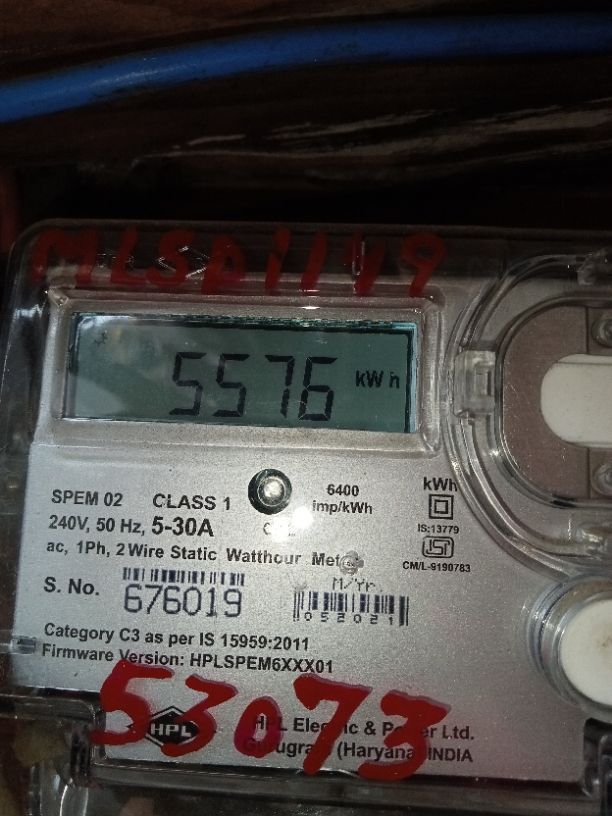 MLSDI1149
5576 kWh
SPEM 02 CLASS 1
6400
imp/kWh
kWh
240V, 50 Hz, 5-30A
IS:13779
ac, 1Ph, 2 Wire Static Watthour
ISI
CM/L-9190783
S. No. 676019
M/Yr.
052021
Category C3 as per IS 15959:2011
Firmware Version: HPLSPEM6XXX01
53073
HPL
HPL Electric & Power Ltd.
Gurugram (Haryana) INDIA